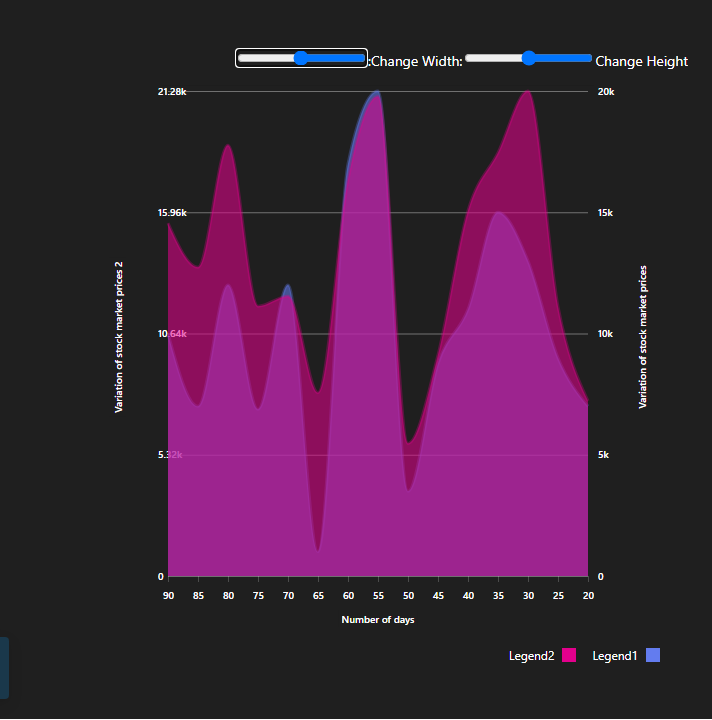 :Change Width: Change Height
21.28k
20k
15.96k
15k
10.64k
10k
5.32k
5k
0
0
Variation of stock market prices 2
Variation of stock market prices
90 85 80 75 70 65 60 55 50 45 40 35 30 25 20
Number of days
Legend2 Legend1